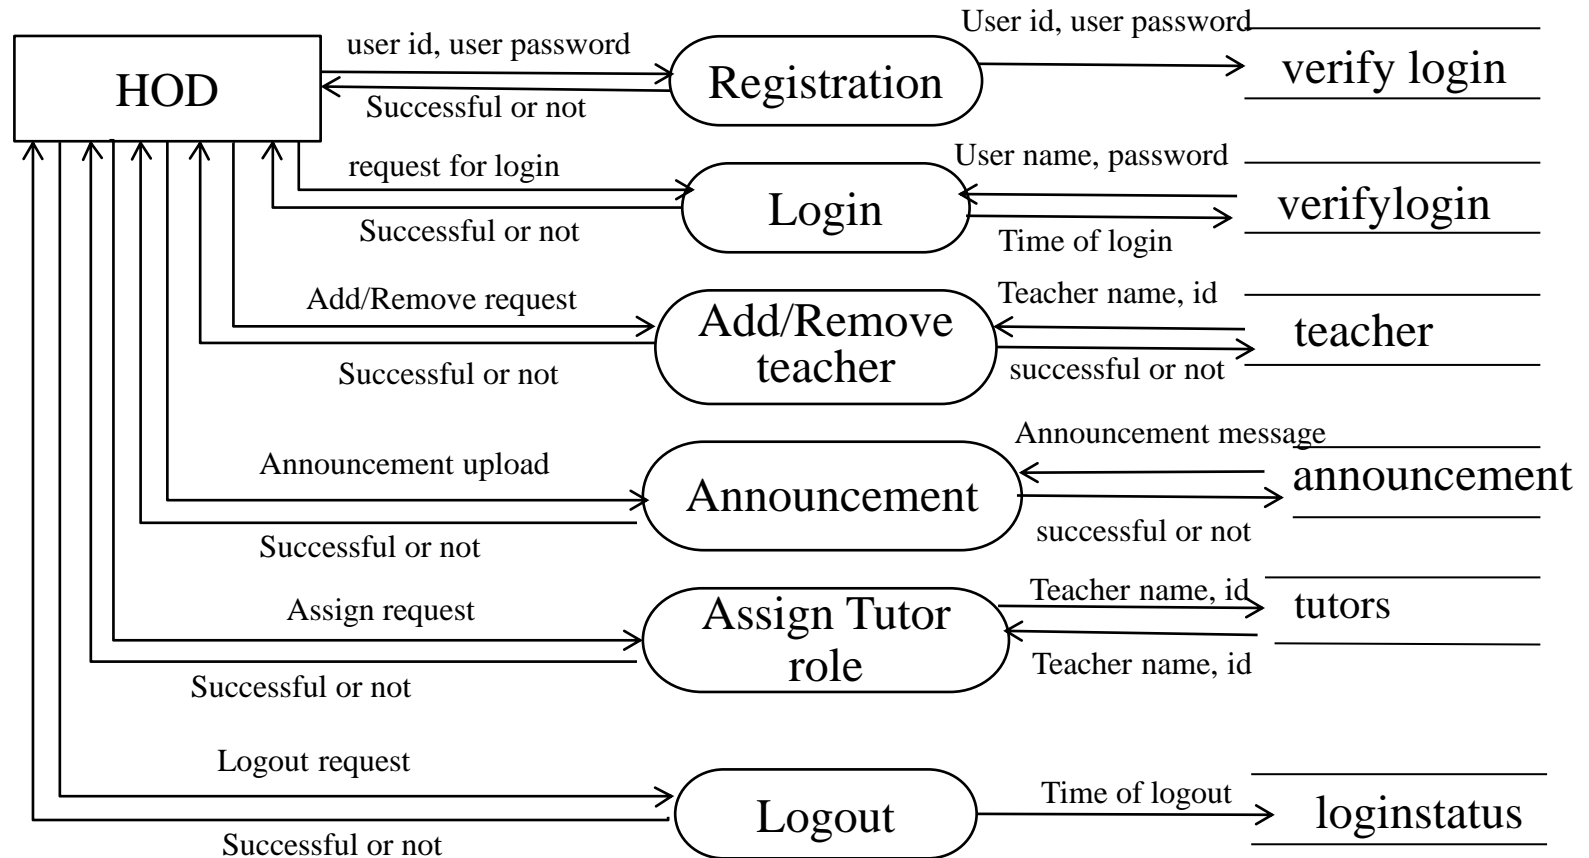 User id, user password
user id, user password
HOD
Registration
verify login
Successful or not
request for login
User name, password
Login
verifylogin
Successful or not
Time of login
Add/Remove request
Teacher name, id
Add/Remove
teacher
teacher
Successful or not
successful or not
Announcement message
Announcement upload
Announcement
announcement
Successful or not
successful or not
Assign request
Teacher name, id
Assign Tutor
role
tutors
Successful or not
Teacher name, id
Logout request
Time of logout
Logout
loginstatus
Successful or not